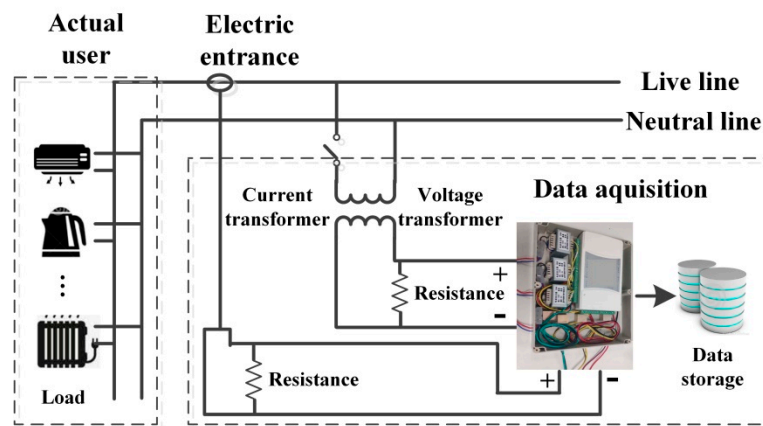 Actual
user
Electric
entrance
Live line
Neutral line
Current
transformer
Voltage
transformer
Data aquisition
+
Resistance
-
Resistance
+
-
Load
Data
storage